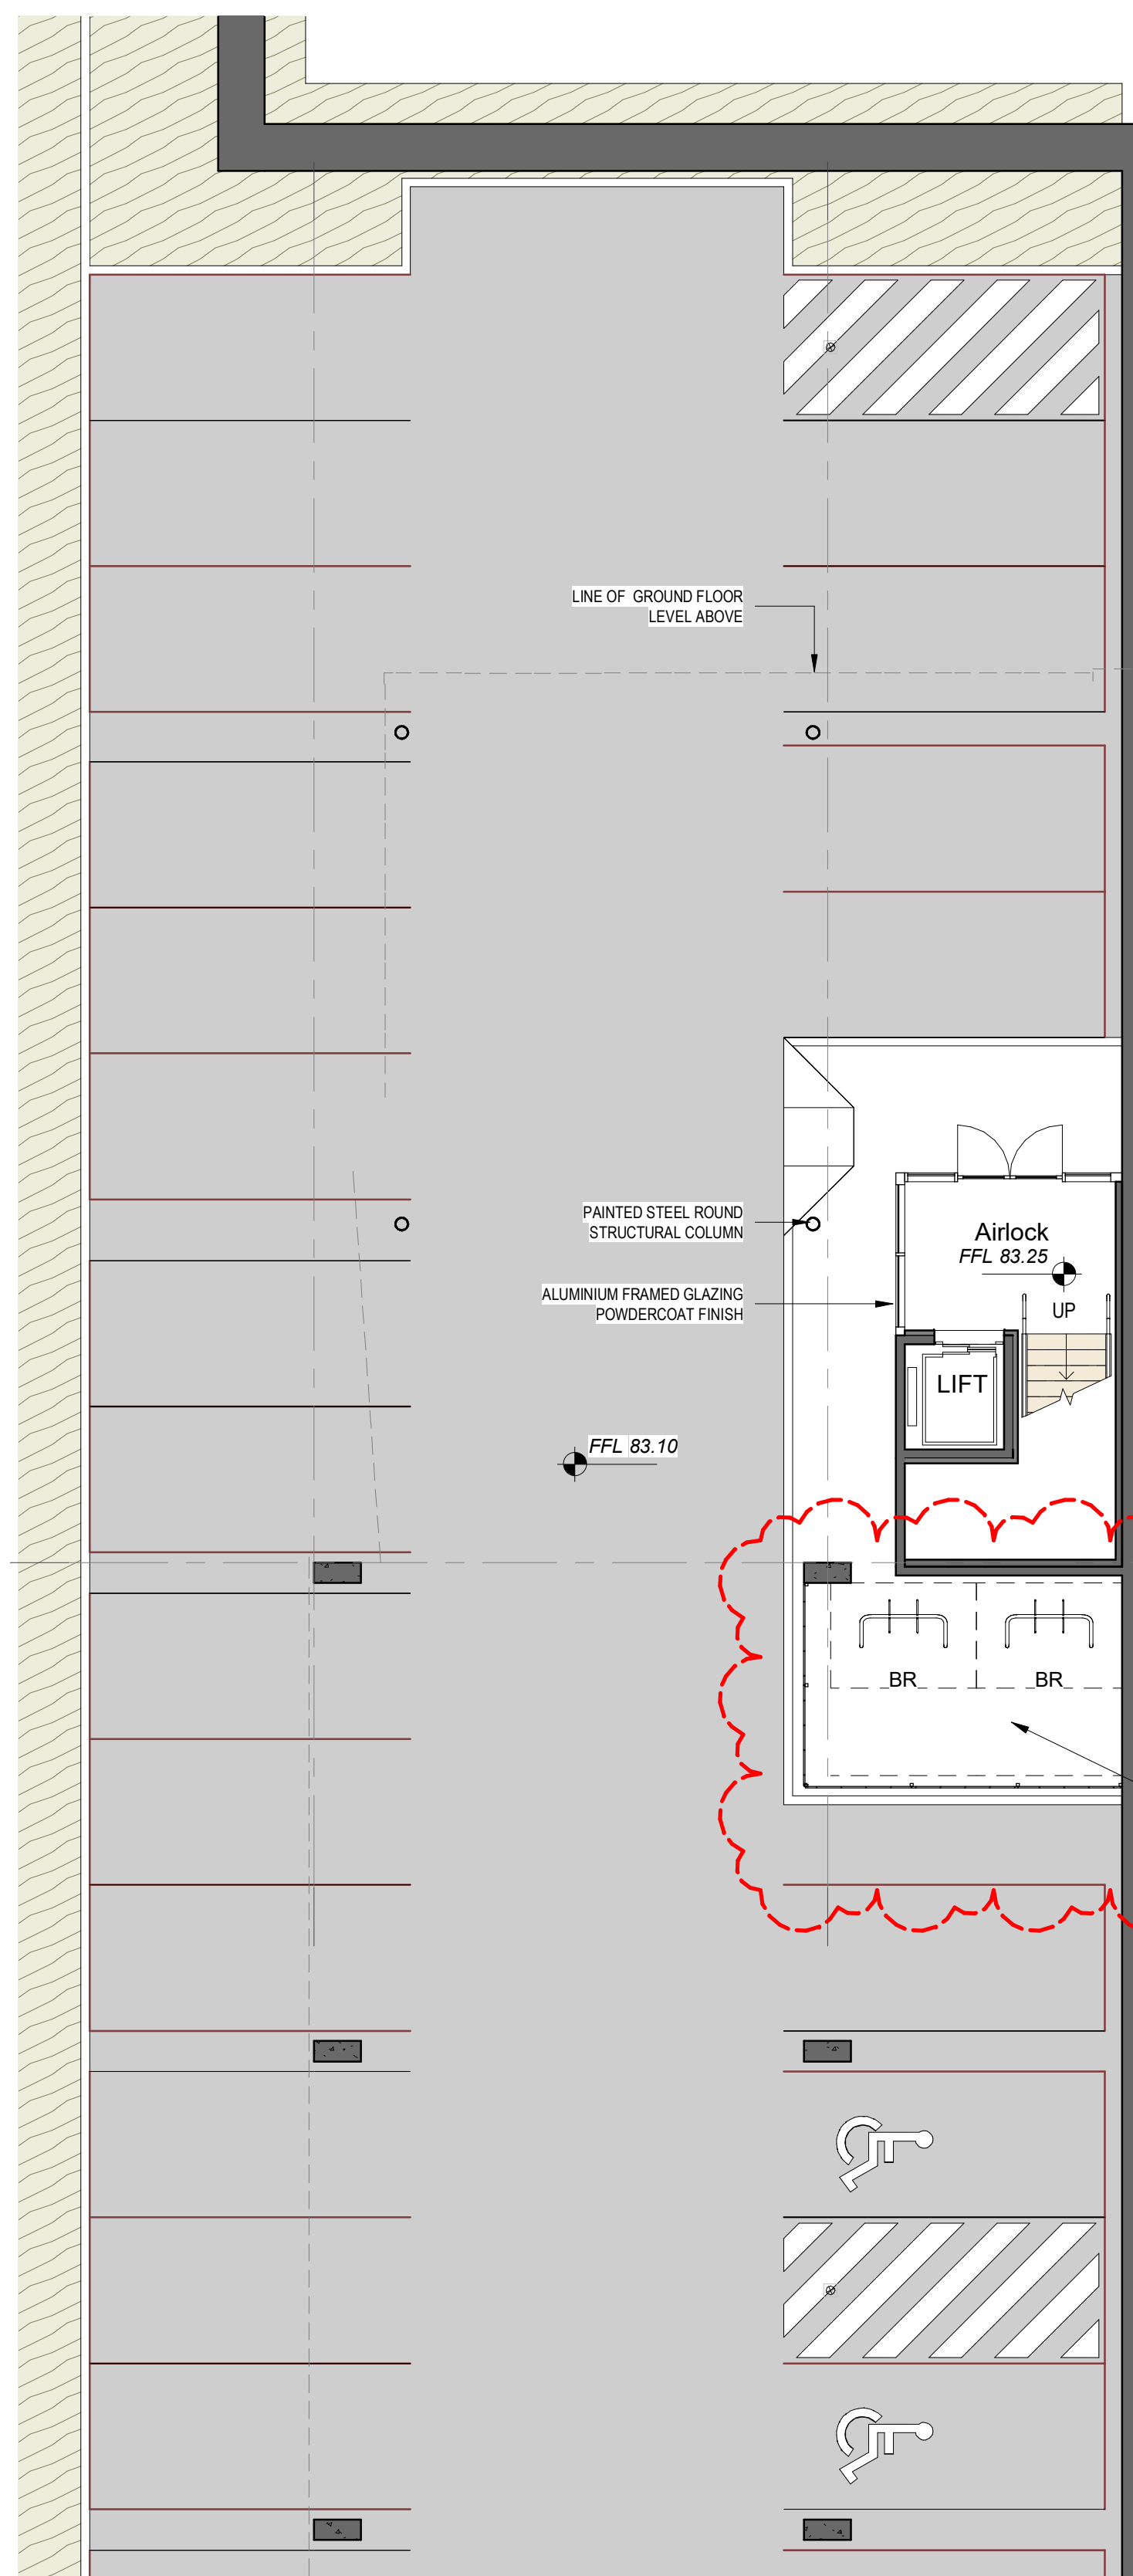 LINE OF GROUND FLOOR
LEVEL ABOVE
PAINTED STEEL ROUND
STRUCTURAL COLUMN
Airlock
FFL 83.25
ALUMINIUM FRAMED GLAZING
POWDERCOAT FINISH
UP
LIFT
FFL 83.10
BR
BR